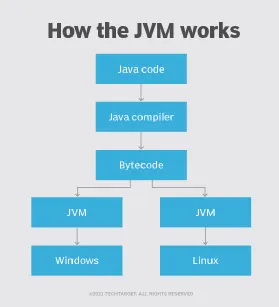 How the JVM works
Java code
Java compiler
Bytecode
JVM
JVM
Windows
Linux
©2021 TECHTARGET. ALL RIGHTS RESERVED